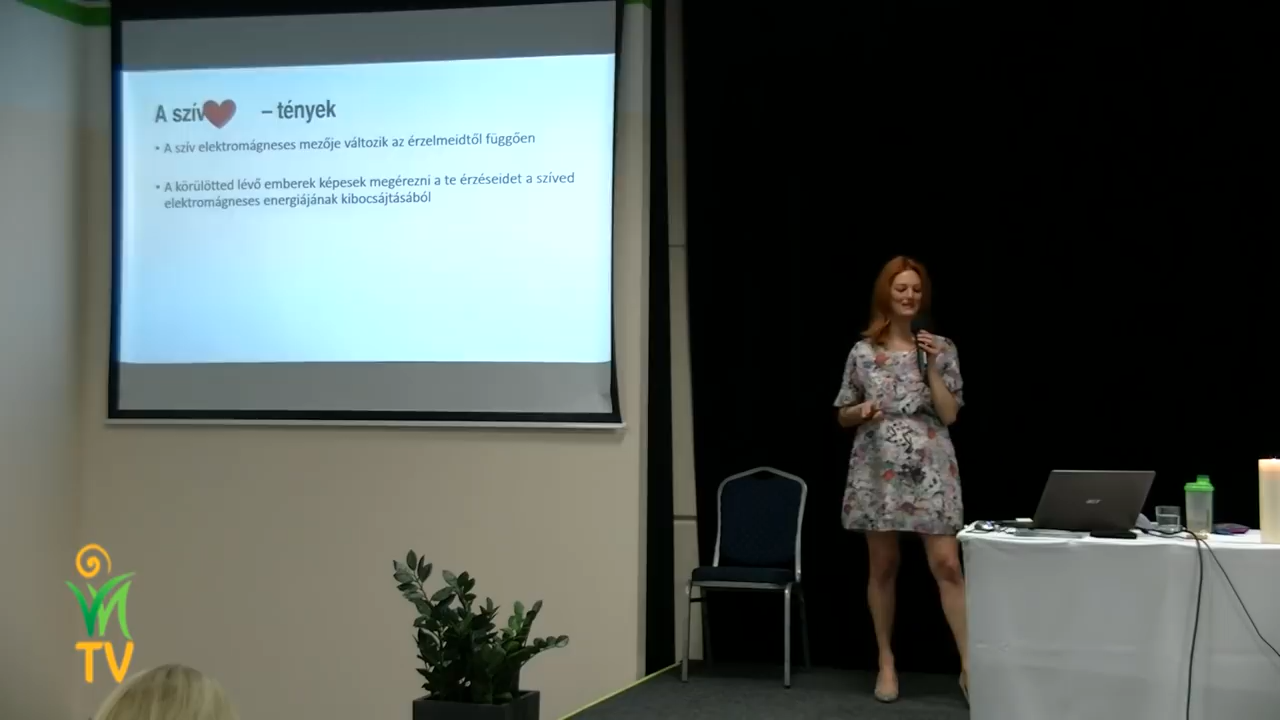 A szív – tények
• A szív elektromágneses mezője változik az érzelmeidtől függően
• A körülötted lévő emberek képesek megérezni a te érzéseidet a szíved
elektromágneses energiájának kibocsájtásából
acer
TV